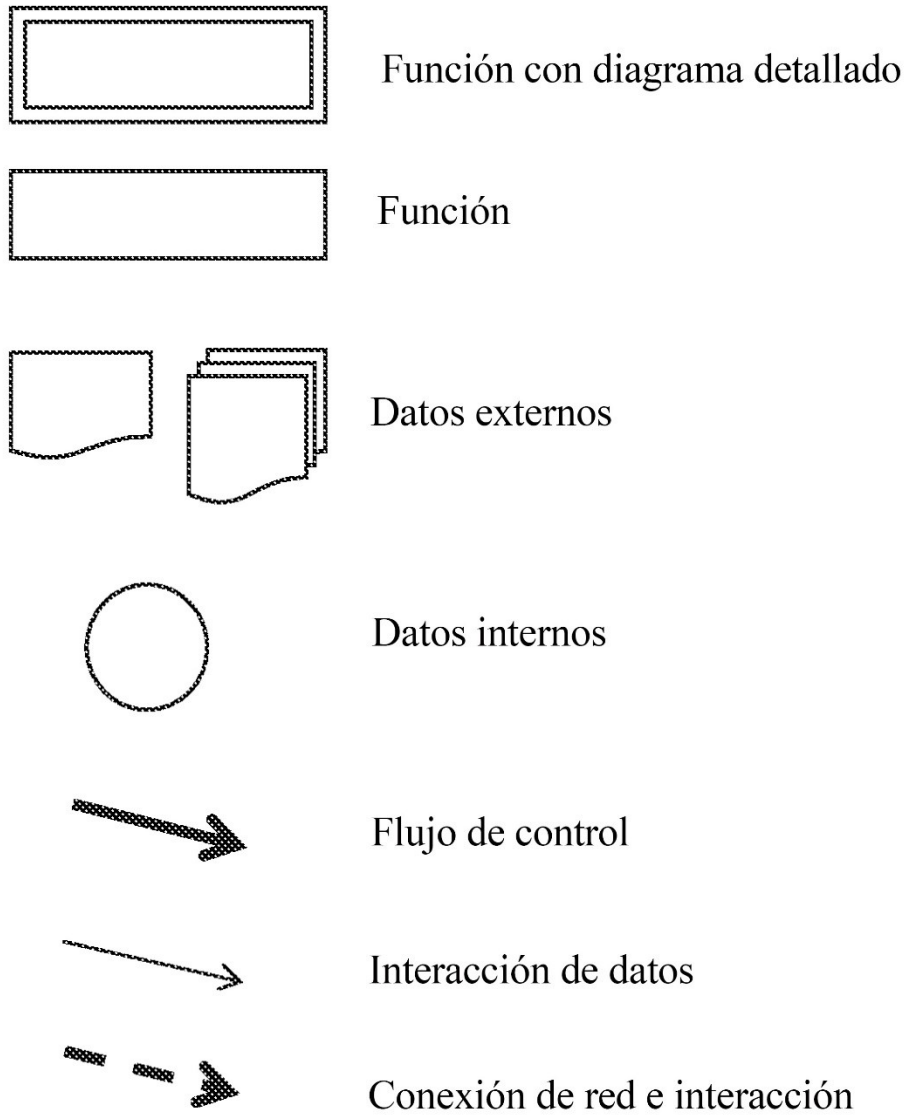 Función con diagrama detallado
Función
Datos externos
Datos internos
Flujo de control
Interacción de datos
Conexión de red e interacción